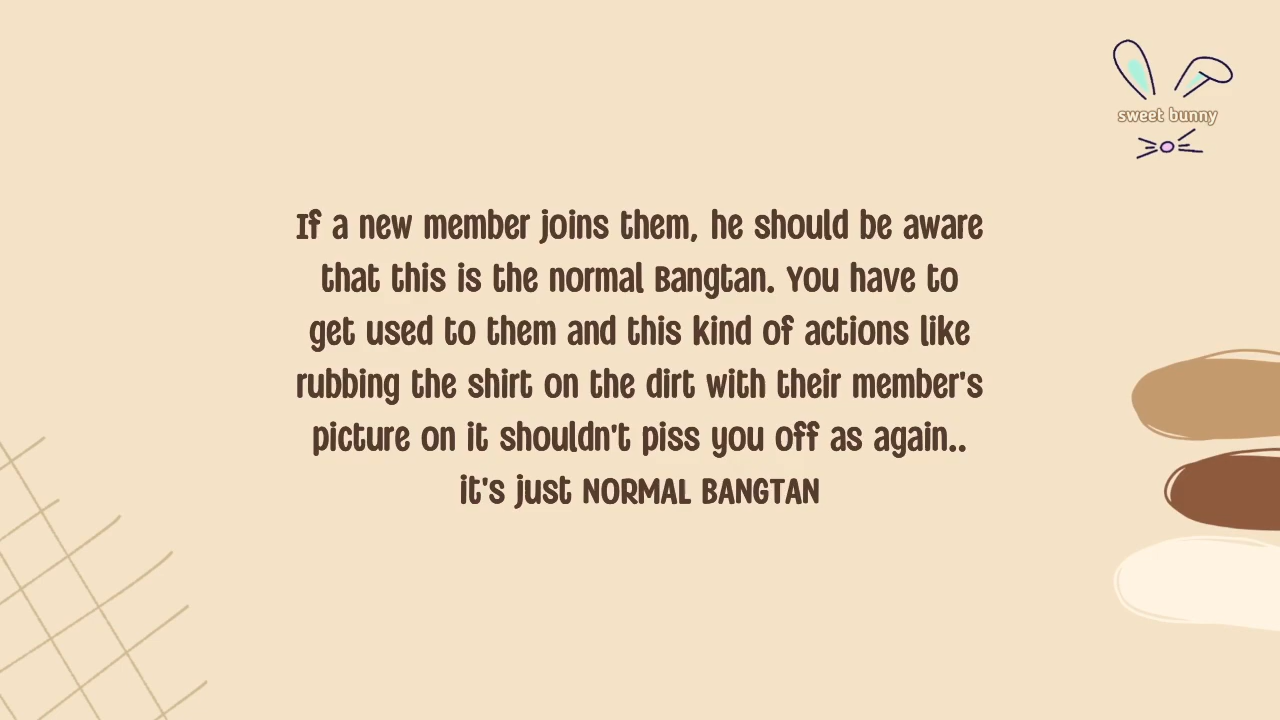 sweet bunny
If a new member joins them, he should be aware
that this is the normal Bangtan. You have to
get used to them and this kind of actions like
rubbing the shirt on the dirt with their member's
picture on it shouldn't piss you off as again..
it's just NORMAL BANGTAN